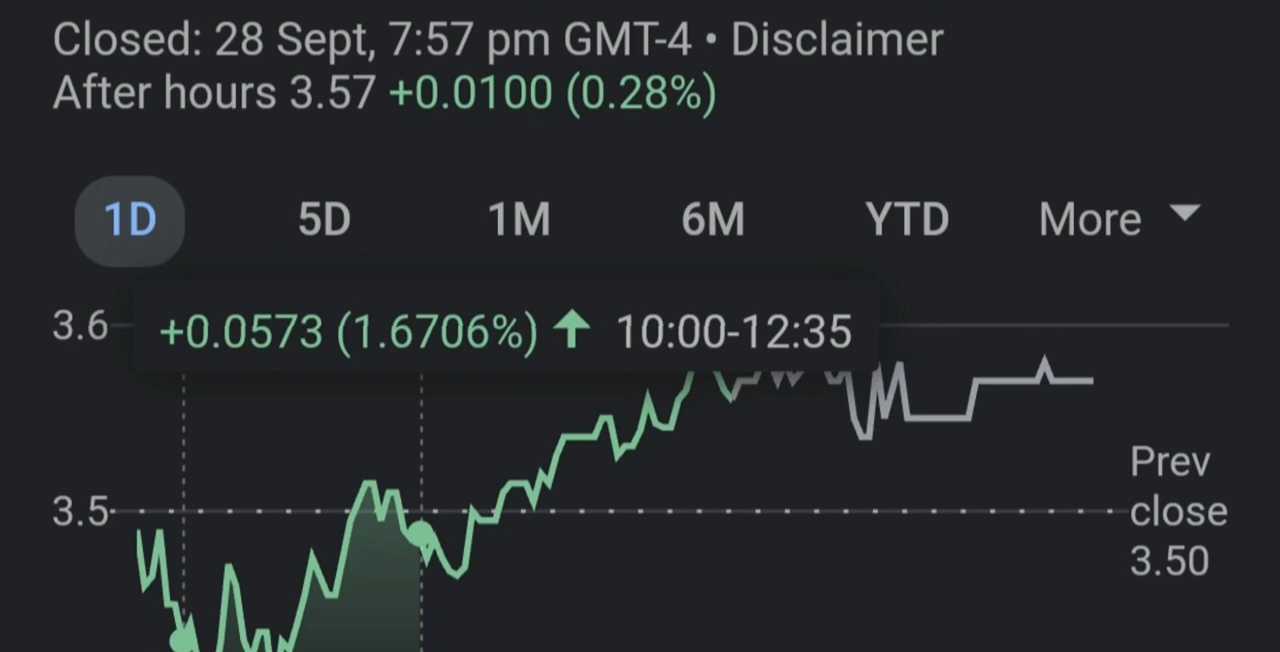 Closed: 28 Sept, 7:57 pm GMT-4 • Disclaimer
After hours 3.57 +0.0100 (0.28%)
1D 5D 1M 6M YTD More
3.6
+0.0573 (1.6706%) ↑ 10:00-12:35
3.5
Prev
close
3.50